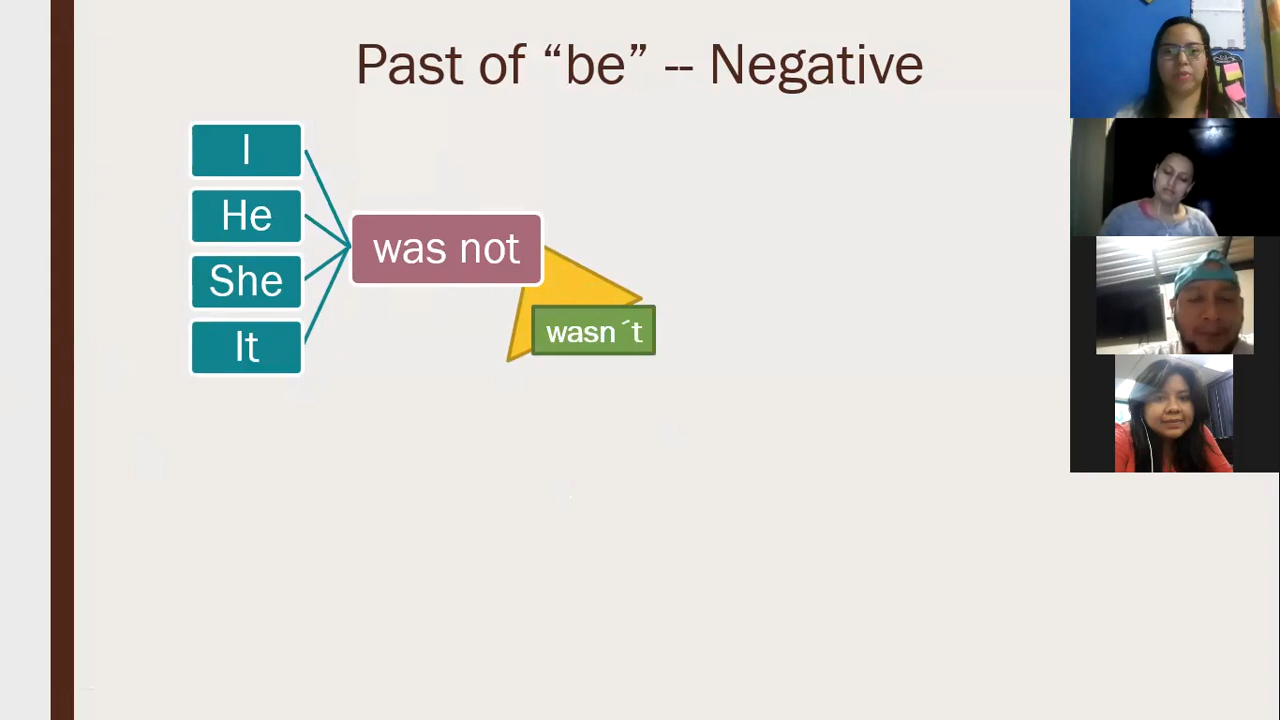 Past of “be” -- Negative
I
He
She
It
was not
wasn´t